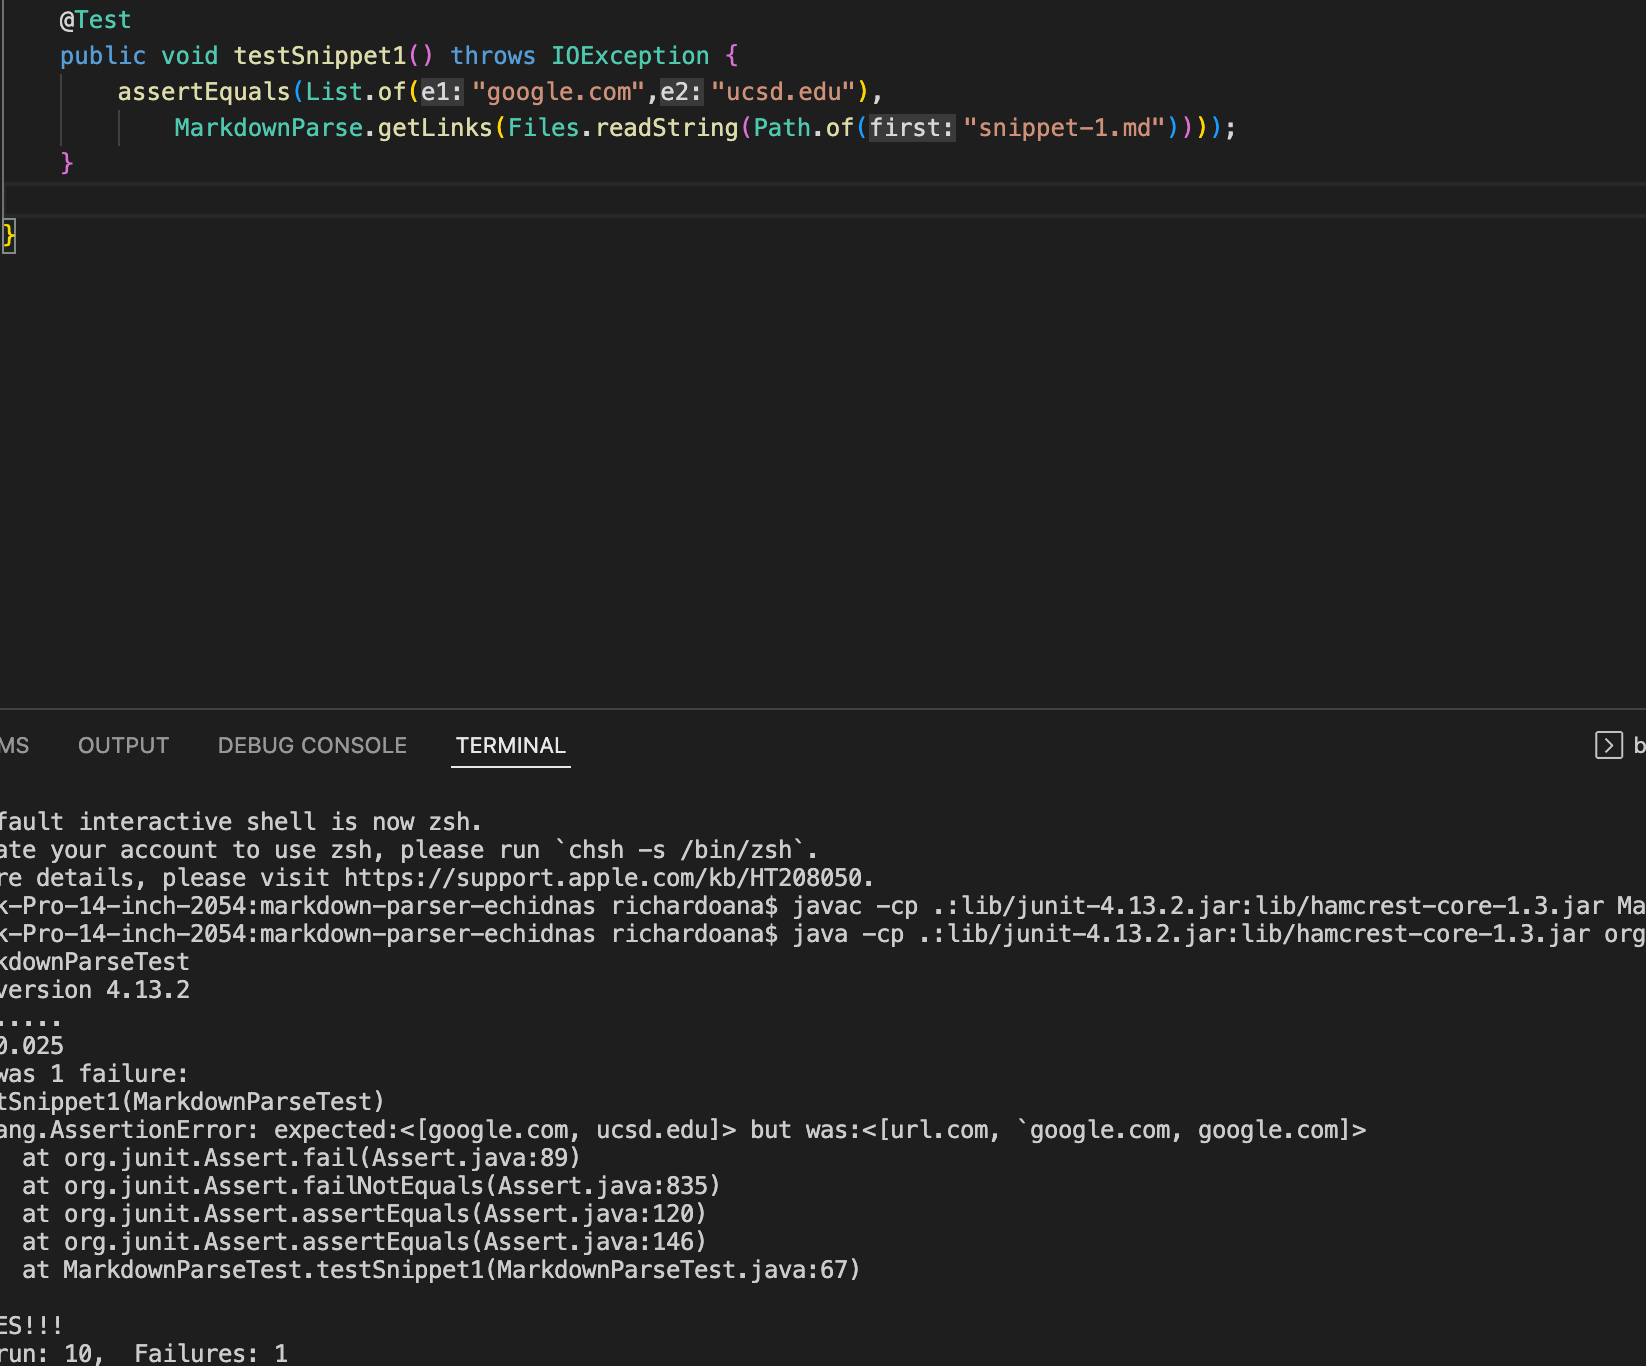 @Test
public void testSnippet1() throws IOException {
assertEquals(List.of(e1: "google.com",e2: "ucsd.edu"),
MarkdownParse.getLinks(Files.readString(Path.of(first: "snippet-1.md"))));
}
}
MS OUTPUT DEBUG CONSOLE TERMINAL b
fault interactive shell is now zsh.
ate your account to use zsh, please run `chsh -s /bin/zsh`.
re details, please visit https://support.apple.com/kb/HT208050.
k-Pro-14-inch-2054:markdown-parser-echidnas richardoana$ javac -cp .:lib/junit-4.13.2.jar:lib/hamcrest-core-1.3.jar Ma
k-Pro-14-inch-2054:markdown-parser-echidnas richardoana$ java -cp .:lib/junit-4.13.2.jar:lib/hamcrest-core-1.3.jar org
kdownParseTest
version 4.13.2
.....
0.025
was 1 failure:
tSnippet1(MarkdownParseTest)
ang.AssertionError: expected:<[google.com, ucsd.edu]> but was:<[url.com, `google.com, google.com]>
at org.junit.Assert.fail(Assert.java:89)
at org.junit.Assert.failNotEquals(Assert.java:835)
at org.junit.Assert.assertEquals(Assert.java:120)
at org.junit.Assert.assertEquals(Assert.java:146)
at MarkdownParseTest.testSnippet1(MarkdownParseTest.java:67)
ES!!!
run: 10,  Failures: 1